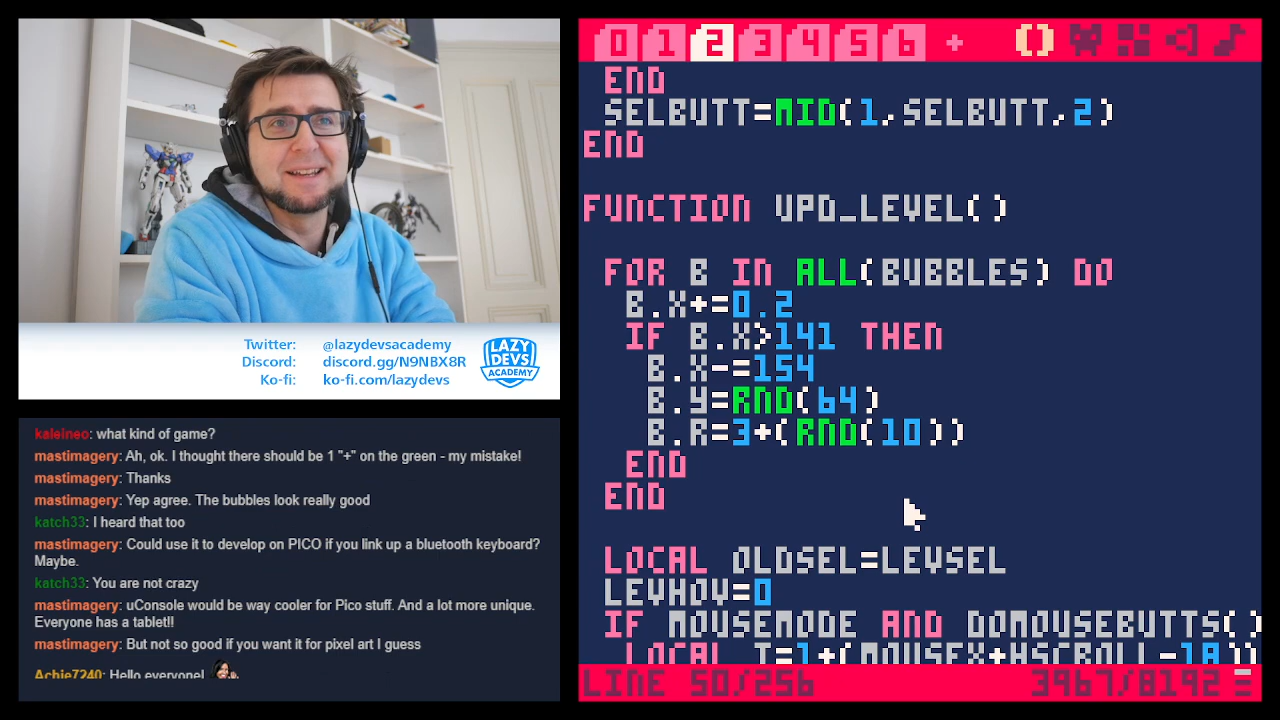 Twitter: @lazydevsacademy
Discord: discord.gg/N9NBX8R
Ko-fi: ko-fi.com/lazydevs
LAZY
DEVS
ACADEMY
kaleineo: what kind of game?
mastimagery: Ah, ok. I thought there should be 1 "+" on the green - my mistake!
mastimagery: Thanks
mastimagery: Yep agree. The bubbles look really good
katch33: I heard that too
mastimagery: Could use it to develop on PICO if you link up a bluetooth keyboard?
Maybe.
katch33: You are not crazy
mastimagery: uConsole would be way cooler for Pico stuff. And a lot more unique.
Everyone has a tablet!!
mastimagery: But not so good if you want it for pixel art I guess
Achie7240: Hello everyone!
0 1 2 3 4 5 6 + ()
END
SELBUTT=MID(1,SELBUTT,2)
END
FUNCTION UPD_LEVEL()
FOR B IN ALL(BUBBLES) DO
B.X+=0.2
IF B.X>141 THEN
B.X-=154
B.Y=RND(64)
B.R=3+(RND(10))
END
END
LOCAL OLDSEL=LEVSEL
LEVHOV=0
IF MOUSEMODE AND DOMOUSEBUTTS()
LOCAL T=1+(MOUSEX+HSCROLL-18))
LINE 50/256 3967/8192